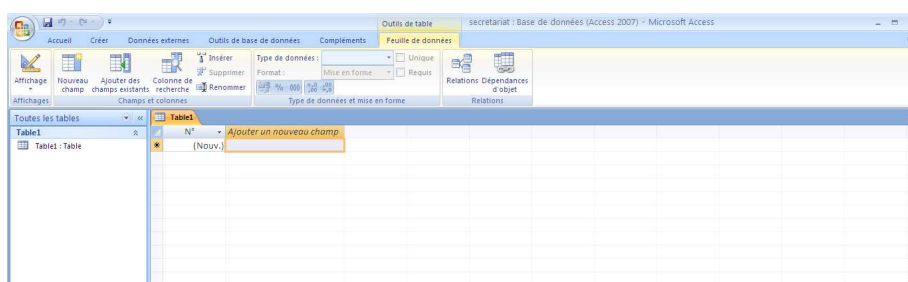 Outils de table secretariat : Base de données (Access 2007) - Microsoft Access
Accueil Créer Données externes Outils de base de données Compléments Feuille de données
Affichage
Nouveau champ
Ajouter des champs existants
Colonne de recherche
Insérer
Supprimer
Renommer
Type de données :
Format : Mise en forme
% 000
Unique
Requis
Relations
Dépendances d'objet
Affichages Champs et colonnes Type de données et mise en forme Relations
Toutes les tables
Table1
Table1 : Table
Table1
N° Ajouter un nouveau champ
(Nouv.)